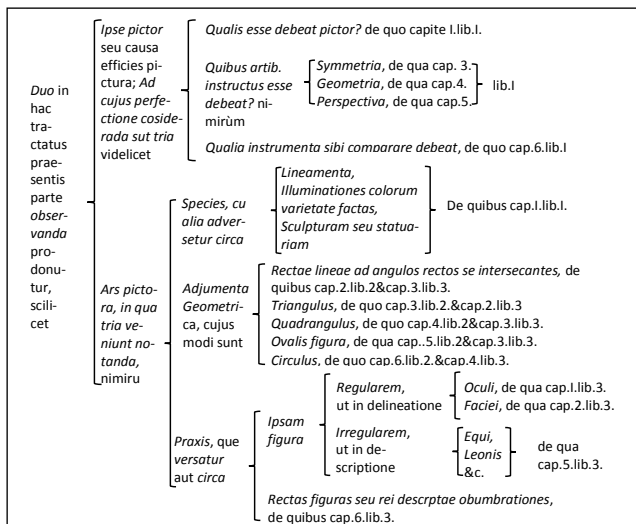 Duo in
hac
tra-
ctatus
prae-
sentis
parte
obser-
vanda
pro-
donu-
tur,
scili-
cet
Ipse pictor
seu causa
efficies pi-
ctura; Ad
cujus perfe-
ctione coside-
rada sut tria
videlicet
Qualis esse debeat pictor? de quo capite I.lib.I.
Quibus artib.
instructus esse
debeat? ni-
mirùm
Symmetria, de qua cap. 3.
Geometria, de qua cap.4.
Perspectiva, de qua cap.5.
lib.I
Qualia instrumenta sibi comparare debeat, de quo cap.6.lib.I
Ars picto-
ra, in qua
tria ve-
niunt no-
tanda,
nimiru
Species, cu
alia adver-
setur circa
Lineamenta,
Illuminationes colorum
varietate factas,
Sculpturam seu statua-
riam
De quibus cap.I.lib.I.
Adjumenta
Geometri-
ca, cujus
modi sunt
Rectae lineae ad angulos rectos se intersecantes, de
quibus cap.2.lib.2&cap.3.lib.3.
Triangulus, de quo cap.3.lib.2.&cap.2.lib.3
Quadrangulus, de quo cap.4.lib.2&cap.3.lib.3.
Ovalis figura, de qua cap..5.lib.2&cap.3.lib.3.
Circulus, de quo cap.6.lib.2.&cap.4.lib.3.
Praxis, que
versatur
aut circa
Ipsam
figura
Regularem,
ut in delineatione
Oculi, de qua cap.I.lib.3.
Faciei, de qua cap.2.lib.3.
Irregularem,
ut in de-
scriptione
Equi,
Leonis
&c.
de qua
cap.5.lib.3.
Rectas figuras seu rei descrptae obumbrationes,
de quibus cap.6.lib.3.